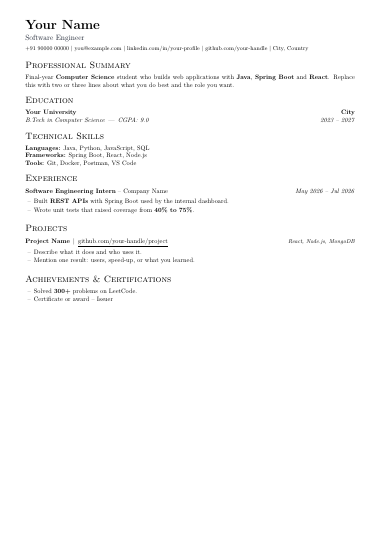 Your Name
Software Engineer
+91 90000 00000 | you@example.com | linkedin.com/in/your-profile | github.com/your-handle | City, Country
Professional Summary
Final-year Computer Science student who builds web applications with Java, Spring Boot and React. Replace
this with two or three lines about what you do best and the role you want.
Education
Your University City
B.Tech in Computer Science — CGPA: 9.0 2023 – 2027
Technical Skills
Languages: Java, Python, JavaScript, SQL
Frameworks: Spring Boot, React, Node.js
Tools: Git, Docker, Postman, VS Code
Experience
Software Engineering Intern – Company Name May 2026 – Jul 2026
– Built REST APIs with Spring Boot used by the internal dashboard.
– Wrote unit tests that raised coverage from 40% to 75%.
Projects
Project Name | github.com/your-handle/project React, Node.js, MongoDB
– Describe what it does and who uses it.
– Mention one result: users, speed-up, or what you learned.
Achievements & Certifications
– Solved 300+ problems on LeetCode.
– Certificate or award – Issuer